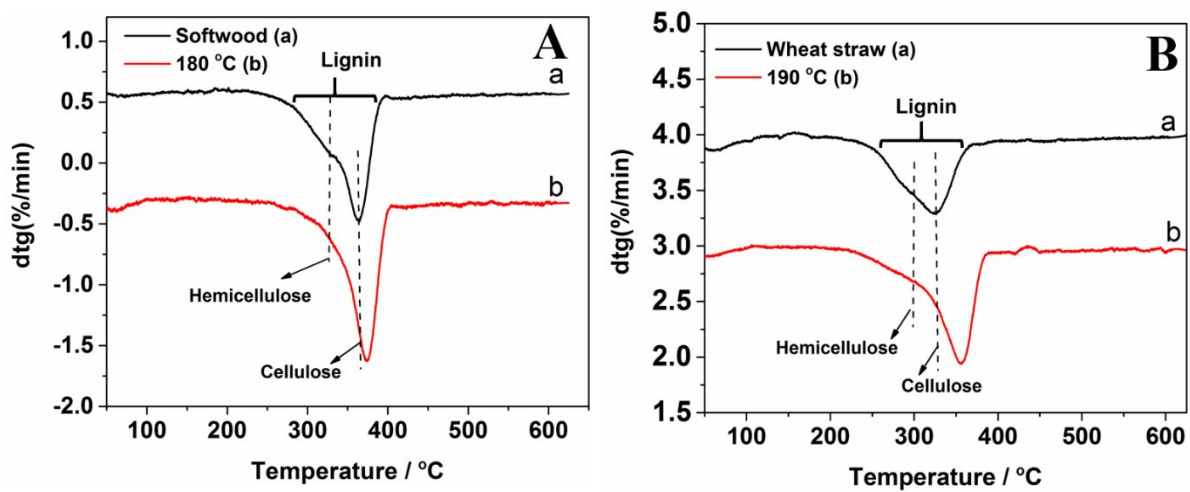 A
Softwood (a)
180 °C (b)
Lignin
a
b
Hemicellulose
Cellulose
1.0
0.5
0.0
-0.5
-1.0
-1.5
-2.0
dtg(%/min)
100 200 300 400 500 600
Temperature / °C
B
Wheat straw (a)
190 °C (b)
Lignin
a
b
Hemicellulose
Cellulose
5.0
4.5
4.0
3.5
3.0
2.5
2.0
1.5
dtg(%/min)
100 200 300 400 500 600
Temperature / °C